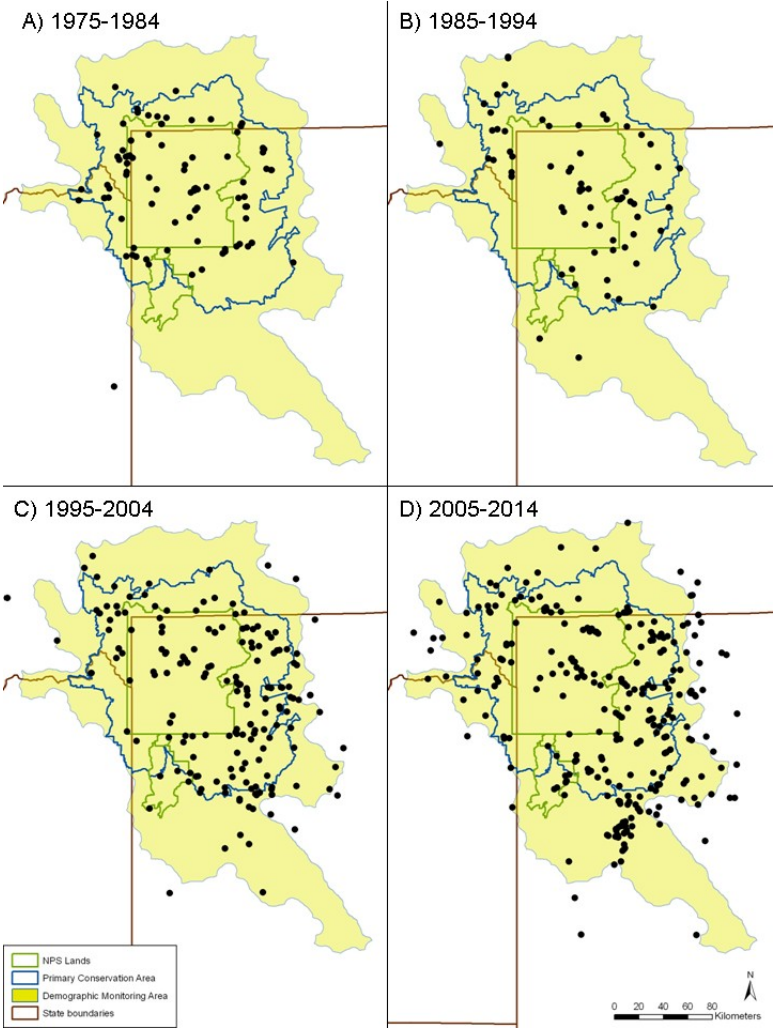 A) 1975-1984
B) 1985-1994
C) 1995-2004
D) 2005-2014
NPS Lands
Primary Conservation Area
Demographic Monitoring Area
State boundaries
N
0 20 40 60 80
Kilometers